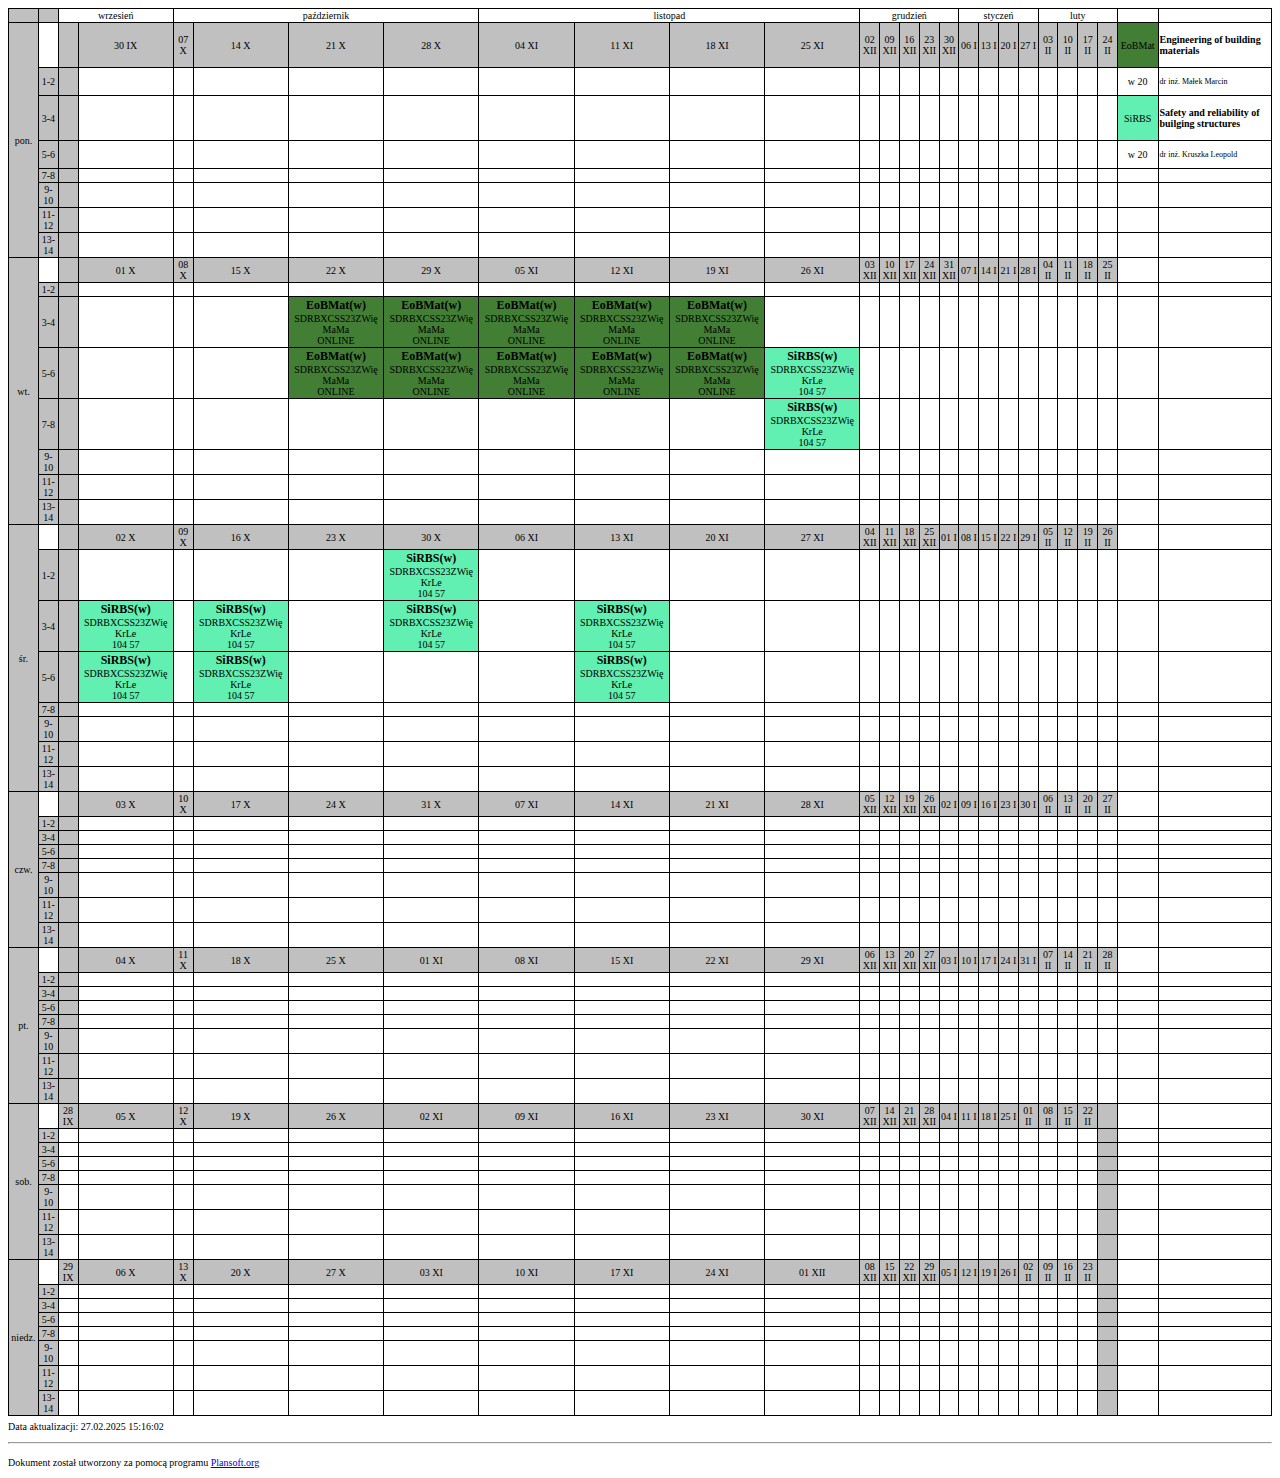 wrzesień październik listopad grudzień styczeń luty
pon. 30 IX 07 X 14 X 21 X 28 X 04 XI 11 XI 18 XI 25 XI 02 XII 09 XII 16 XII 23 XII 30 XII 06 I 13 I 20 I 27 I 03 II 10 II 17 II 24 II EoBMat Engineering of building materials
1-2 w 20 dr inż. Małek Marcin
3-4 SiRBS Safety and reliability of builging structures
5-6 w 20 dr inż. Kruszka Leopold
7-8
9-10
11-12
13-14
wt. 01 X 08 X 15 X 22 X 29 X 05 XI 12 XI 19 XI 26 XI 03 XII 10 XII 17 XII 24 XII 31 XII 07 I 14 I 21 I 28 I 04 II 11 II 18 II 25 II
1-2
3-4 EoBMat(w) EoBMat(w) EoBMat(w) EoBMat(w) EoBMat(w)
SDRBXCSS23ZWię SDRBXCSS23ZWię SDRBXCSS23ZWię SDRBXCSS23ZWię SDRBXCSS23ZWię
MaMa MaMa MaMa MaMa MaMa
ONLINE ONLINE ONLINE ONLINE ONLINE
5-6 EoBMat(w) EoBMat(w) EoBMat(w) EoBMat(w) EoBMat(w) SiRBS(w)
SDRBXCSS23ZWię SDRBXCSS23ZWię SDRBXCSS23ZWię SDRBXCSS23ZWię SDRBXCSS23ZWię SDRBXCSS23ZWię
MaMa MaMa MaMa MaMa MaMa KrLe
ONLINE ONLINE ONLINE ONLINE ONLINE 104 57
7-8 SiRBS(w)
SDRBXCSS23ZWię
KrLe
104 57
9-10
11-12
13-14
śr. 02 X 09 X 16 X 23 X 30 X 06 XI 13 XI 20 XI 27 XI 04 XII 11 XII 18 XII 25 XII 01 I 08 I 15 I 22 I 29 I 05 II 12 II 19 II 26 II
1-2 SiRBS(w)
SDRBXCSS23ZWię
KrLe
104 57
3-4 SiRBS(w) SiRBS(w) SiRBS(w) SiRBS(w)
SDRBXCSS23ZWię SDRBXCSS23ZWię SDRBXCSS23ZWię SDRBXCSS23ZWię
KrLe KrLe KrLe KrLe
104 57 104 57 104 57 104 57
5-6 SiRBS(w) SiRBS(w) SiRBS(w)
SDRBXCSS23ZWię SDRBXCSS23ZWię SDRBXCSS23ZWię
KrLe KrLe KrLe
104 57 104 57 104 57
7-8
9-10
11-12
13-14
czw. 03 X 10 X 17 X 24 X 31 X 07 XI 14 XI 21 XI 28 XI 05 XII 12 XII 19 XII 26 XII 02 I 09 I 16 I 23 I 30 I 06 II 13 II 20 II 27 II
1-2
3-4
5-6
7-8
9-10
11-12
13-14
pt. 04 X 11 X 18 X 25 X 01 XI 08 XI 15 XI 22 XI 29 XI 06 XII 13 XII 20 XII 27 XII 03 I 10 I 17 I 24 I 31 I 07 II 14 II 21 II 28 II
1-2
3-4
5-6
7-8
9-10
11-12
13-14
sob. 28 IX 05 X 12 X 19 X 26 X 02 XI 09 XI 16 XI 23 XI 30 XI 07 XII 14 XII 21 XII 28 XII 04 I 11 I 18 I 25 I 01 II 08 II 15 II 22 II
1-2
3-4
5-6
7-8
9-10
11-12
13-14
niedz. 29 IX 06 X 13 X 20 X 27 X 03 XI 10 XI 17 XI 24 XI 01 XII 08 XII 15 XII 22 XII 29 XII 05 I 12 I 19 I 26 I 02 II 09 II 16 II 23 II
1-2
3-4
5-6
7-8
9-10
11-12
13-14
Data aktualizacji: 27.02.2025 15:16:02
Dokument został utworzony za pomocą programu Plansoft.org